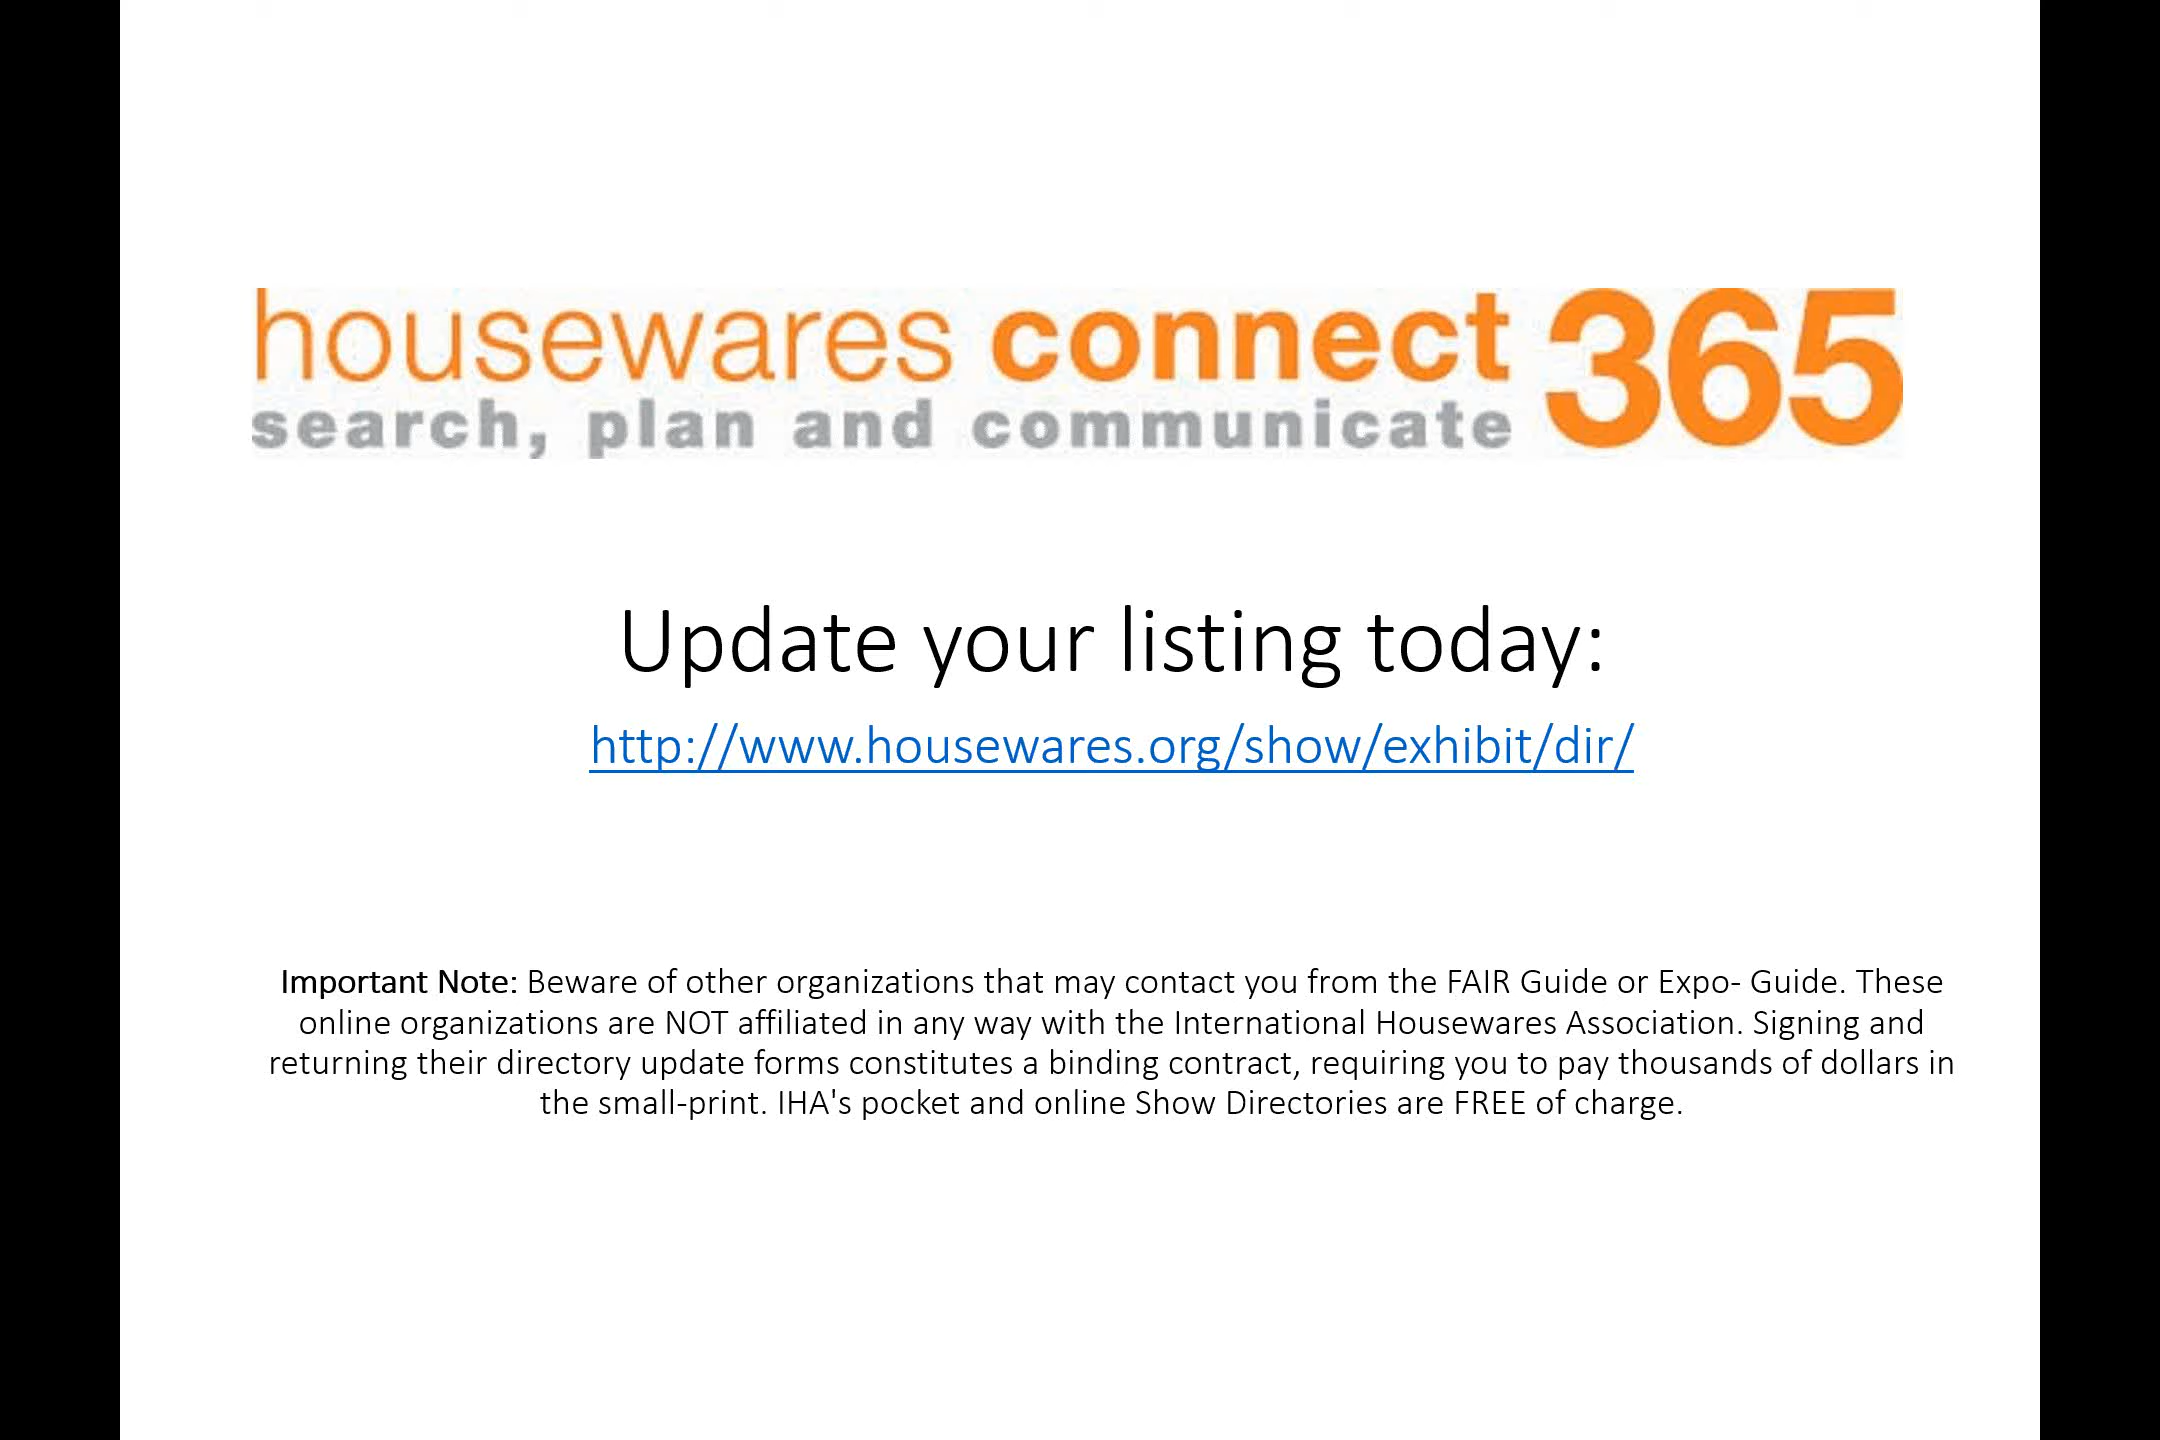 housewares connect 365
search, plan and communicate
Update your listing today:
http://www.housewares.org/show/exhibit/dir/
Important Note: Beware of other organizations that may contact you from the FAIR Guide or Expo- Guide. These
online organizations are NOT affiliated in any way with the International Housewares Association. Signing and
returning their directory update forms constitutes a binding contract, requiring you to pay thousands of dollars in
the small-print. IHA's pocket and online Show Directories are FREE of charge.